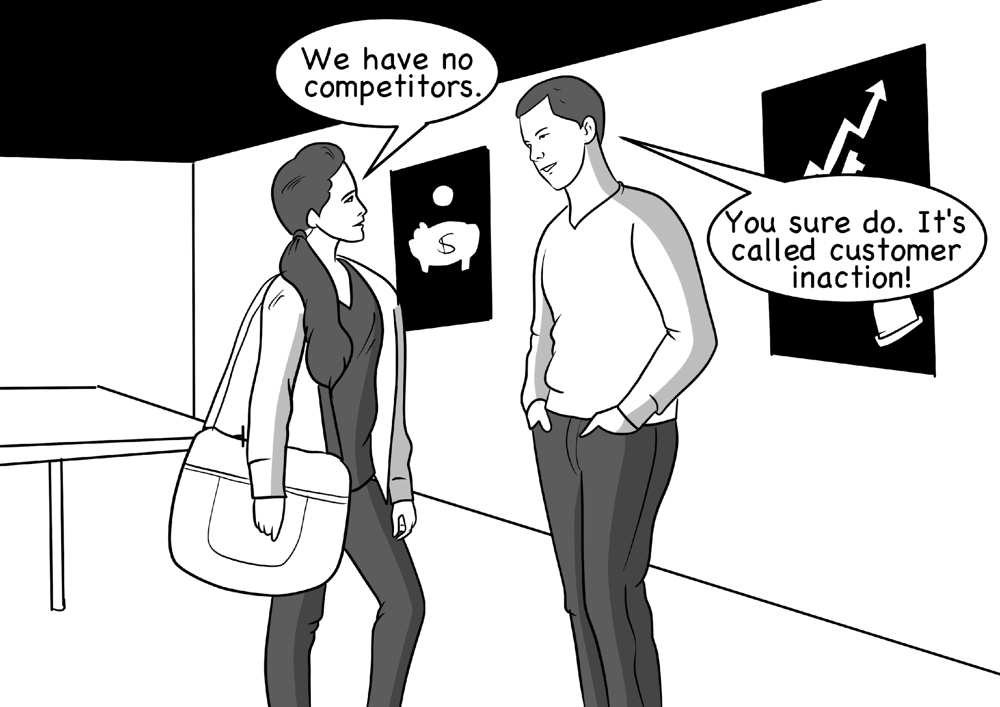 We have no
competitors.
You sure do. It's
called customer
inaction!
$